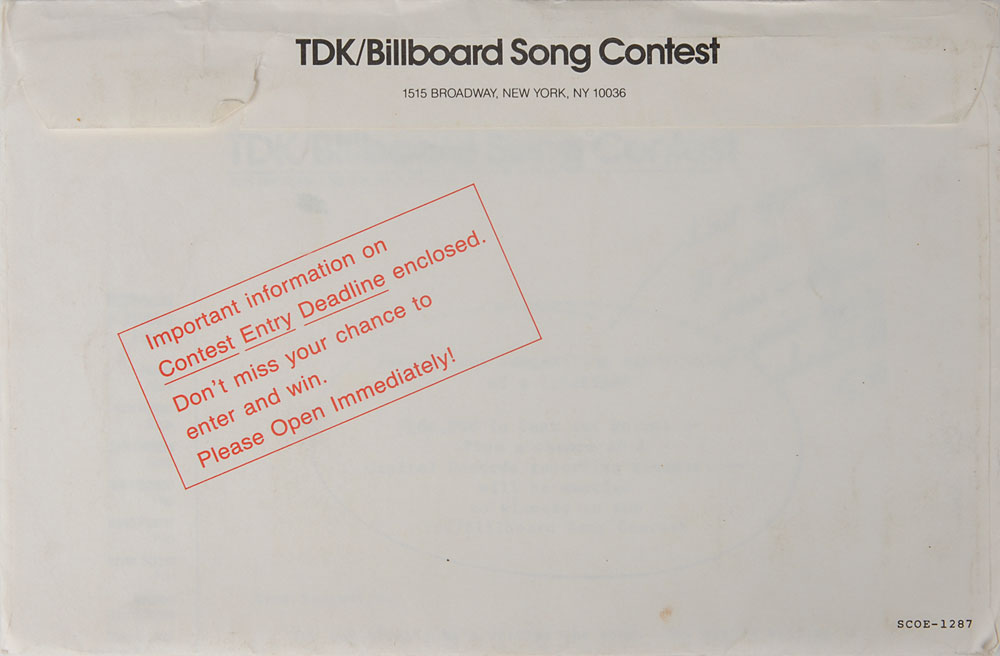 TDK/Billboard Song Contest
1515 BROADWAY, NEW YORK, NY 10036
Important information on
Contest Entry Deadline enclosed.
Don't miss your chance to
enter and win.
Please Open Immediately!
SCOE-1287